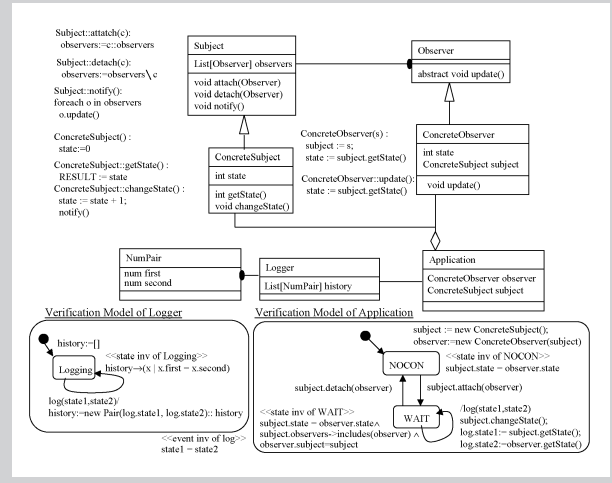 Subject::attatch(c):
observers:=c::observers
Subject::detach(c):
observers:=observers\c
Subject::notify():
foreach o in observers
o.update()
ConcreteSubject() :
state:=0
ConcreteSubject::getState() :
RESULT := state
ConcreteSubject::changeState() :
state := state + 1;
notify()
Subject
List[Observer] observers
void attach(Observer)
void detach(Observer)
void notify()
Observer
abstract void update()
ConcreteSubject
int state
int getState()
void changeState()
ConcreteObserver(s) :
subject := s;
state := subject.getState()
ConcreteObserver::update():
state := subject.getState()
ConcreteObserver
int state
ConcreteSubject subject
void update()
NumPair
num first
num second
Logger
List[NumPair] history
Application
ConcreteObserver observer
ConcreteSubject subject
Verification Model of Logger
history:=[]
Logging
<<state inv of Logging>>
history→(x | x.first = x.second)
log(state1,state2)/
history:=new Pair(log.state1, log.state2):: history
<<event inv of log>>
state1 = state2
Verification Model of Application
subject := new ConcreteSubject();
observer:=new ConcreteObserver(subject)
NOCON
<<state inv of NOCON>>
subject.state = observer.state
subject.detach(observer)
subject.attach(observer)
WAIT
<<state inv of WAIT>>
subject.state = observer.state∧
subject.observers->includes(observer) ∧
observer.subject=subject
/log(state1,state2)
subject.changeState();
log.state1:= subject.getState();
log.state2:=observer.getState()